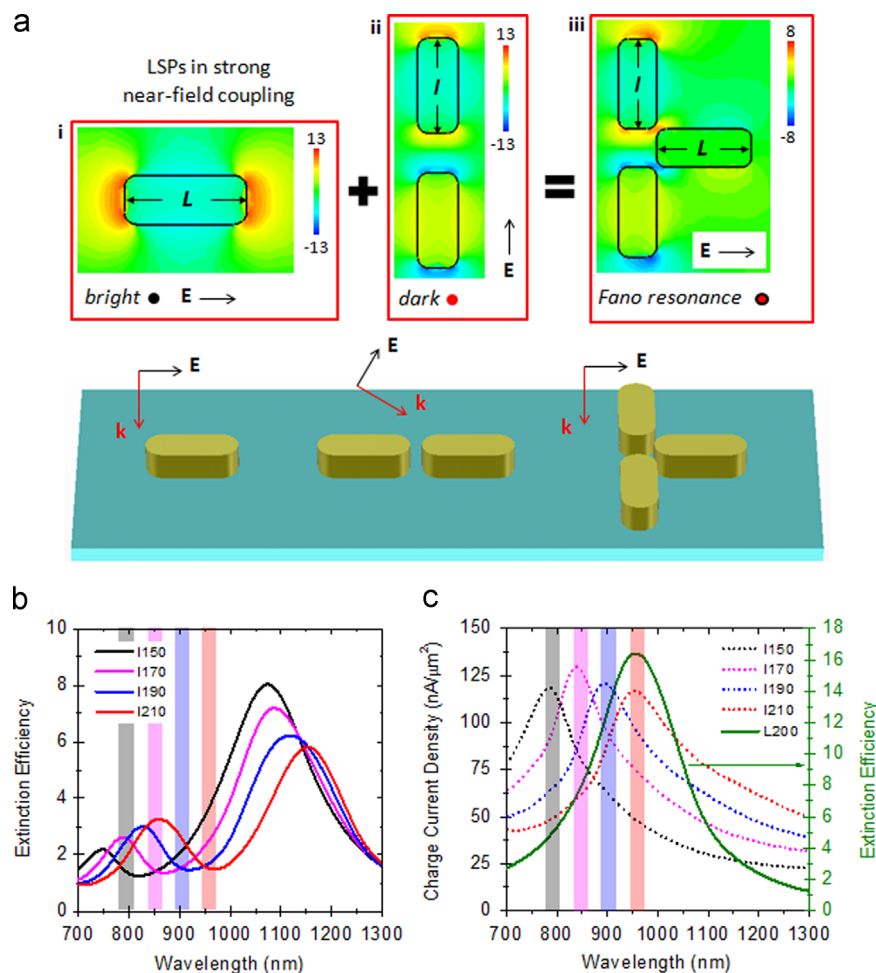 a
LSPs in strong
near-field coupling
i
L
13
-13
bright E
ii
l
13
-13
E
dark
iii
l
L
8
-8
E
Fano resonance
E
k
E
k
E
k
b
10
8
6
4
2
0
Extinction Efficiency
l150
l170
l190
l210
700 800 900 1000 1100 1200 1300
Wavelength (nm)
c
150
125
100
75
50
25
0
Charge Current Density (nA/μm²)
l150
l170
l190
l210
L200
18
16
14
12
10
8
6
4
2
0
Extinction Efficiency
700 800 900 1000 1100 1200 1300
Wavelength (nm)